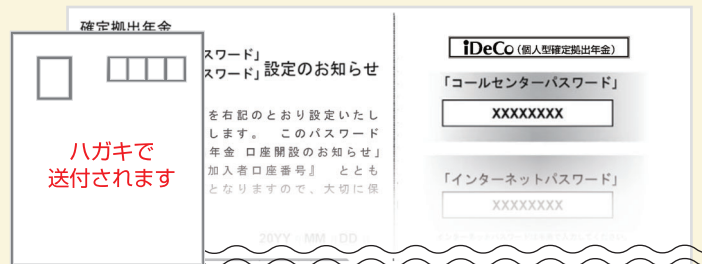 確定拠出年金
スワード」
スワード」設定のお知らせ
を右記のとおり設定いたし
します。 このパスワード
年金 口座開設のお知らせ」
加入者口座番号』 ととも
となりますので、大切に保
20YY MM DD
ハガキで
送付されます
iDeCo(個人型確定拠出年金)
「コールセンターパスワード」
XXXXXXXX
「インターネットパスワード」
XXXXXXXX